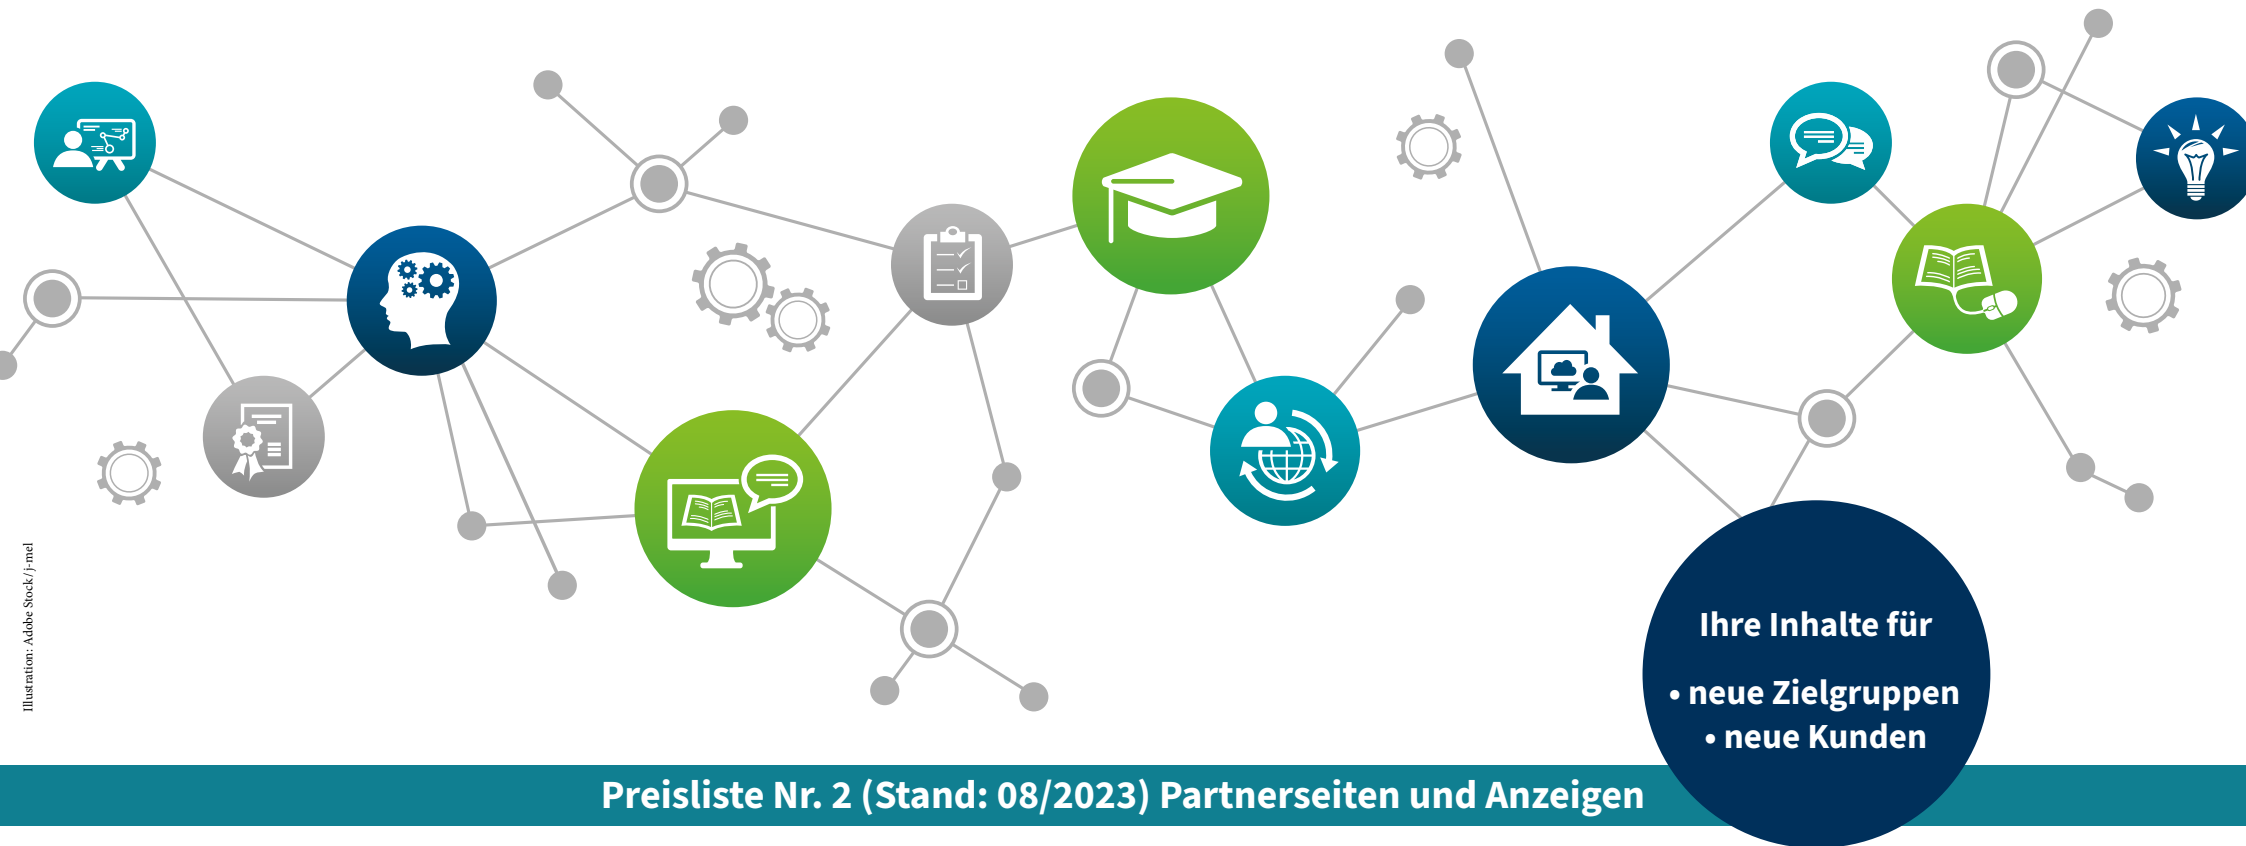 Illustration: Adobe Stock/j-mel
Ihre Inhalte für
• neue Zielgruppen
• neue Kunden
Preisliste Nr. 2 (Stand: 08/2023) Partnerseiten und Anzeigen